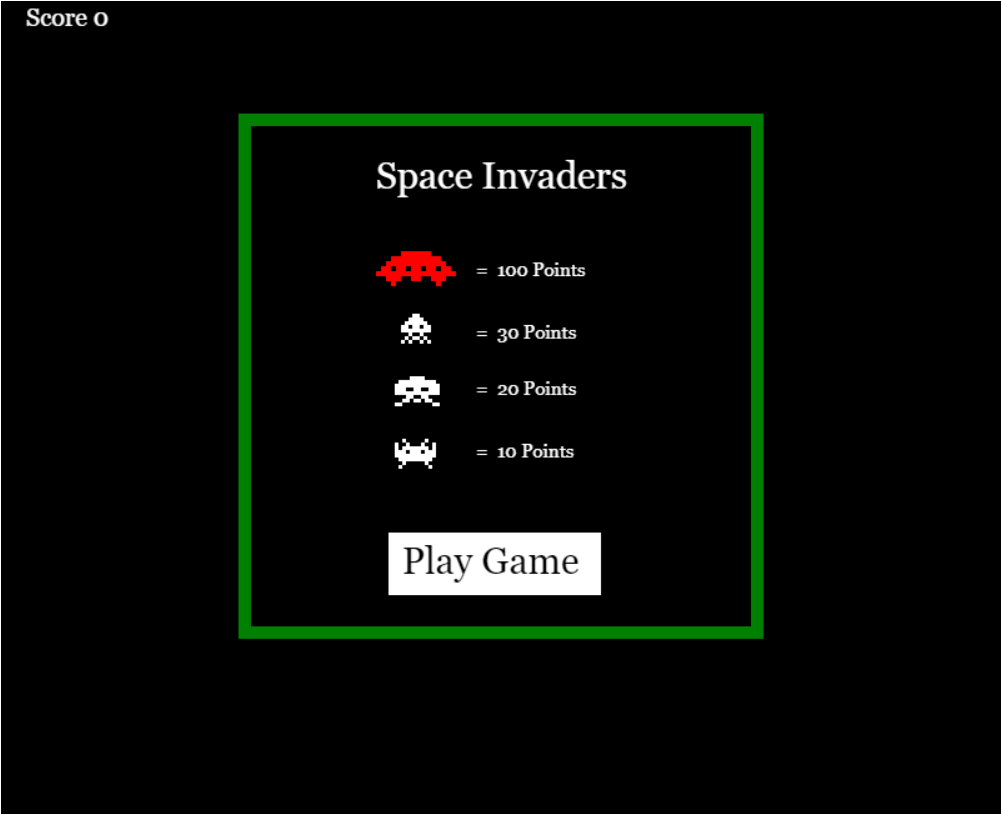 Score 0
Space Invaders
= 100 Points
= 30 Points
= 20 Points
= 10 Points
Play Game